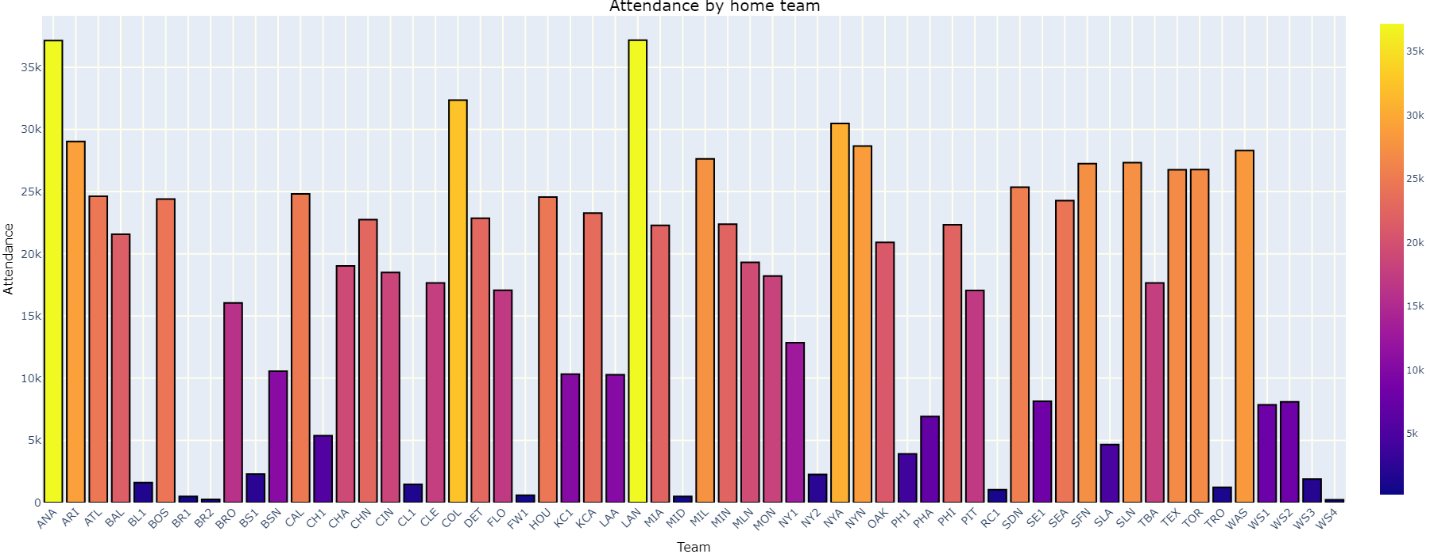 Attendance by home team
35k
30k
25k
20k
15k
10k
5k
0
Attendance
ANA ARI ATL BAL BL1 BOS BR1 BR2 BRO BS1 BSN CAL CH1 CHA CHN CIN CL1 CLE COL DET FLO FW1 HOU KC1 KCA LAA LAN MIA MID MIL MIN MLN MON NY1 NY2 NYA NYN OAK PH1 PHA PHI PIT RC1 SDN SE1 SEA SFN SLA SLN TBA TEX TOR TRO WAS WS1 WS2 WS3 WS4
Team
35k
30k
25k
20k
15k
10k
5k